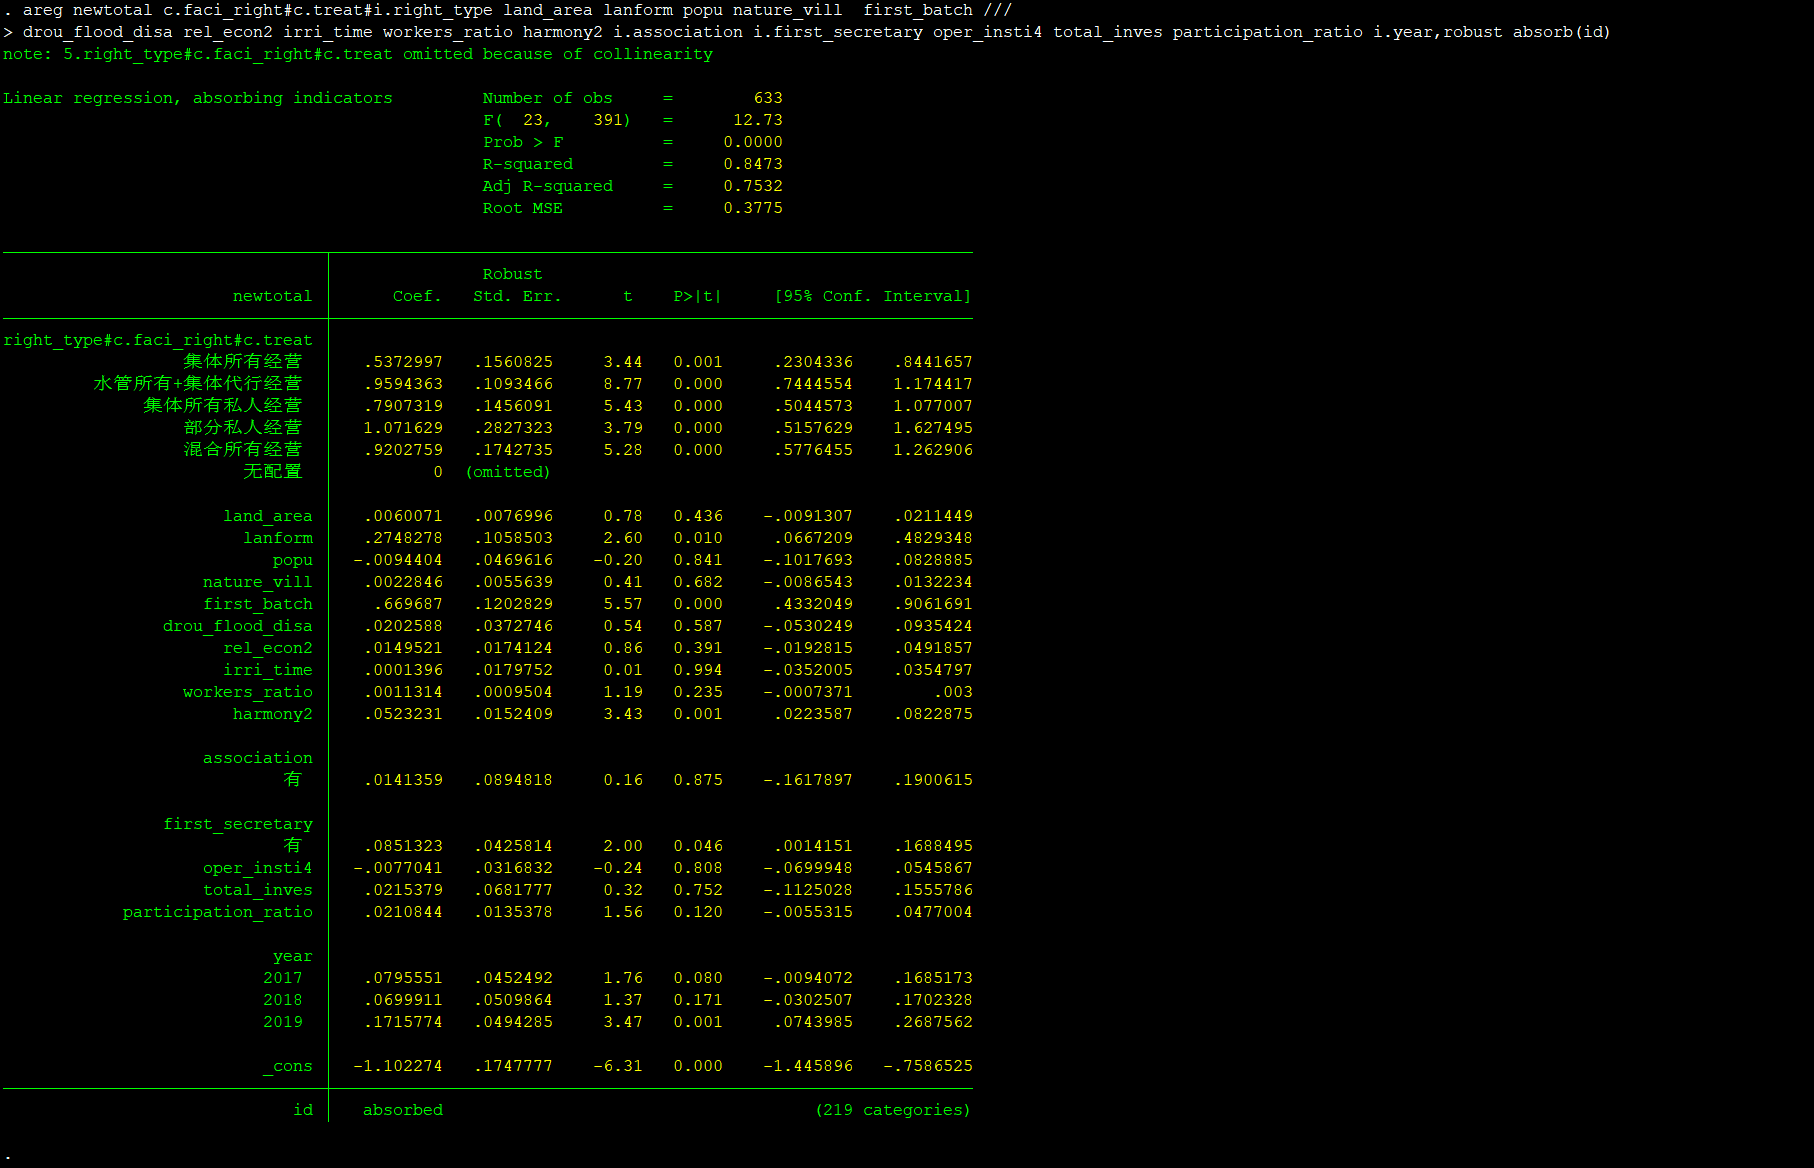 . areg newtotal c.faci_right#c.treat#i.right_type land_area lanform popu nature_vill  first_batch ///
> drou_flood_disa rel_econ2 irri_time workers_ratio harmony2 i.association i.first_secretary oper_insti4 total_inves participation_ratio i.year,robust absorb(id)
note: 5.right_type#c.faci_right#c.treat omitted because of collinearity
Linear regression, absorbing indicators Number of obs = 633
F( 23, 391) = 12.73
Prob > F = 0.0000
R-squared = 0.8473
Adj R-squared = 0.7532
Root MSE = 0.3775
Robust
newtotal Coef. Std. Err. t P>|t| [95% Conf. Interval]
right_type#c.faci_right#c.treat
集体所有经营 .5372997 .1560825 3.44 0.001 .2304336 .8441657
水管所有+集体代行经营 .9594363 .1093466 8.77 0.000 .7444554 1.174417
集体所有私人经营 .7907319 .1456091 5.43 0.000 .5044573 1.077007
部分私人经营 1.071629 .2827323 3.79 0.000 .5157629 1.627495
混合所有经营 .9202759 .1742735 5.28 0.000 .5776455 1.262906
无配置 0 (omitted)
land_area .0060071 .0076996 0.78 0.436 -.0091307 .0211449
lanform .2748278 .1058503 2.60 0.010 .0667209 .4829348
popu -.0094404 .0469616 -0.20 0.841 -.1017693 .0828885
nature_vill .0022846 .0055639 0.41 0.682 -.0086543 .0132234
first_batch .669687 .1202829 5.57 0.000 .4332049 .9061691
drou_flood_disa .0202588 .0372746 0.54 0.587 -.0530249 .0935424
rel_econ2 .0149521 .0174124 0.86 0.391 -.0192815 .0491857
irri_time .0001396 .0179752 0.01 0.994 -.0352005 .0354797
workers_ratio .0011314 .0009504 1.19 0.235 -.0007371 .003
harmony2 .0523231 .0152409 3.43 0.001 .0223587 .0822875
association
有 .0141359 .0894818 0.16 0.875 -.1617897 .1900615
first_secretary
有 .0851323 .0425814 2.00 0.046 .0014151 .1688495
oper_insti4 -.0077041 .0316832 -0.24 0.808 -.0699948 .0545867
total_inves .0215379 .0681777 0.32 0.752 -.1125028 .1555786
participation_ratio .0210844 .0135378 1.56 0.120 -.0055315 .0477004
year
2017 .0795551 .0452492 1.76 0.080 -.0094072 .1685173
2018 .0699911 .0509864 1.37 0.171 -.0302507 .1702328
2019 .1715774 .0494285 3.47 0.001 .0743985 .2687562
_cons -1.102274 .1747777 -6.31 0.000 -1.445896 -.7586525
id absorbed (219 categories)
.